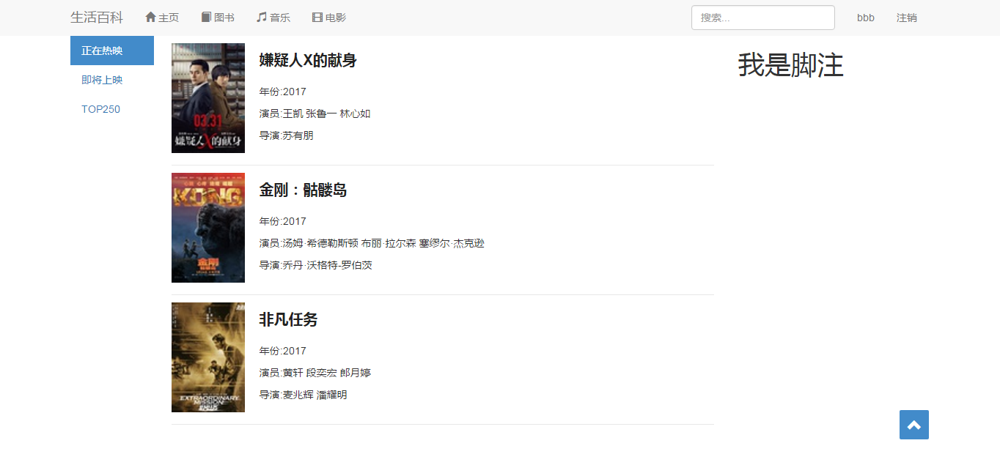 生活百科 主页 图书 音乐 电影 搜索... bbb 注销
正在热映
即将上映
TOP250
03.31
嫌疑人X的献身
嫌疑人X的献身
年份:2017
演员:王凯 张鲁一 林心如
导演:苏有朋
KONG
金刚
骷髅岛
金刚：骷髅岛
年份:2017
演员:汤姆·希德勒斯顿 布丽·拉尔森 塞缪尔·杰克逊
导演:乔丹·沃格特-罗伯茨
EXTRAORDINARY
MISSION
非凡任务
年份:2017
演员:黄轩 段奕宏 郎月婷
导演:麦兆辉 潘耀明
我是脚注